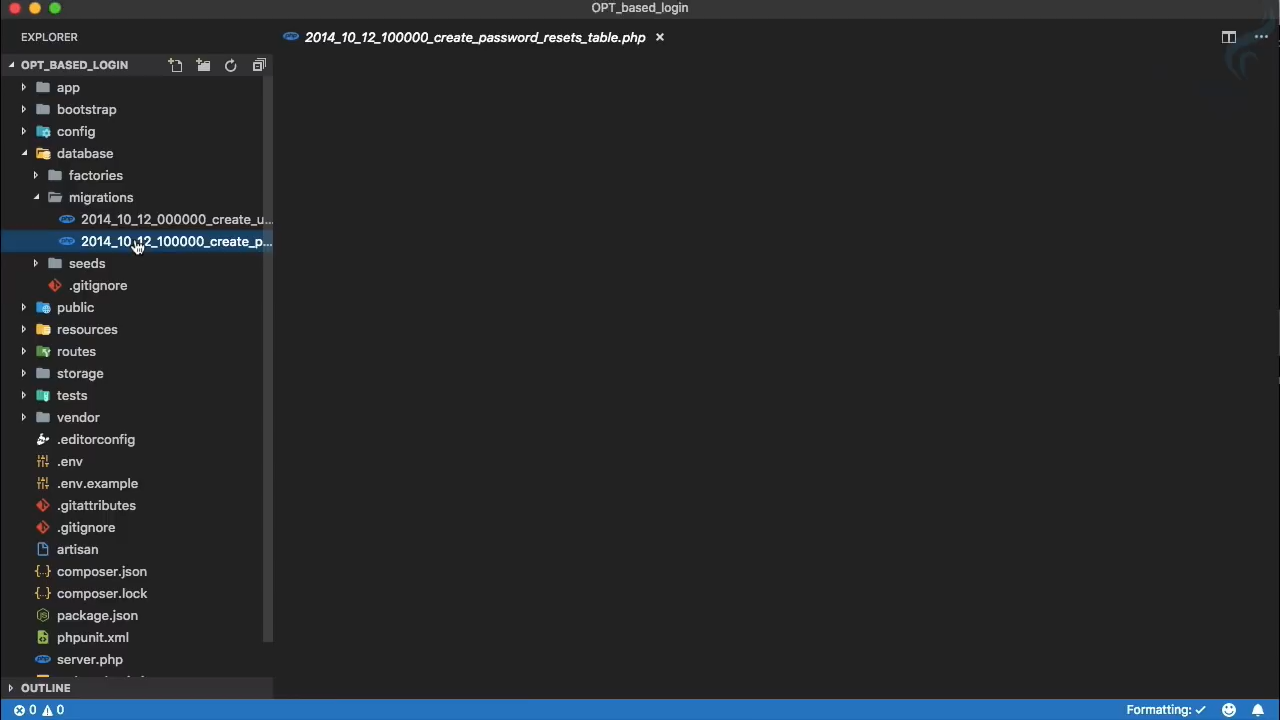 OPT_based_login
EXPLORER
2014_10_12_100000_create_password_resets_table.php
OPT_BASED_LOGIN
app
bootstrap
config
database
factories
migrations
2014_10_12_000000_create_u...
2014_10_12_100000_create_p...
seeds
.gitignore
public
resources
routes
storage
tests
vendor
.editorconfig
.env
.env.example
.gitattributes
.gitignore
artisan
composer.json
composer.lock
package.json
phpunit.xml
server.php
OUTLINE
0 0
Formatting: ✓